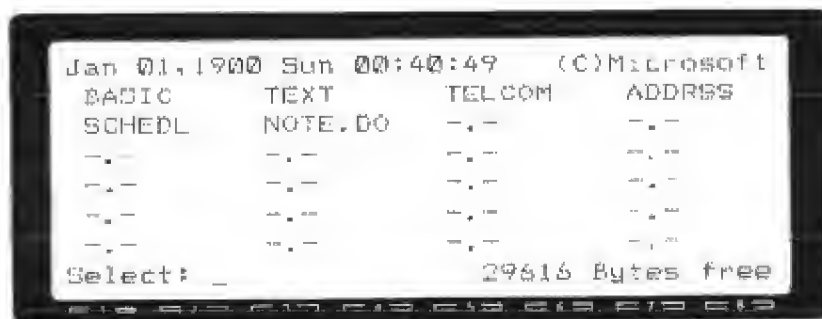 Jan 01,1900 Sun 00:40:49 (C)Microsoft
BASIC TEXT TELCOM ADDRSS
SCHEDL NOTE.DO -.-
-.- -.- -.- -.-
-.- -.- -.- -.-
-.- -.- -.- -.-
-.- -.- -.- -.-
Select: _ 29616 Bytes free